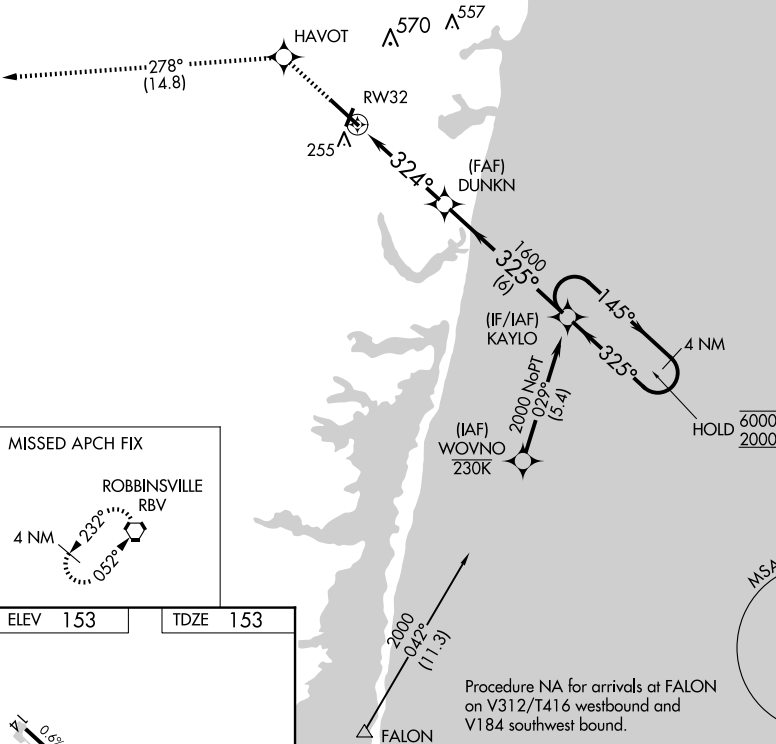 570
557
HAVOT
278°
(14.8)
RW32
255
324°
(FAF)
DUNKN
1600
325°
(6)
145°
(IF/IAF)
KAYLO
4 NM
325°
2000 NoPT
029°
(5.4)
HOLD 6000
2000
(IAF)
WOVNO
230K
MISSED APCH FIX
ROBBINSVILLE
RBV
4 NM
232°
052°
MSA
ELEV 153
TDZE 153
2000
042°
(11.3)
Procedure NA for arrivals at FALON
on V312/T416 westbound and
V184 southwest bound.
0.6%
FALON